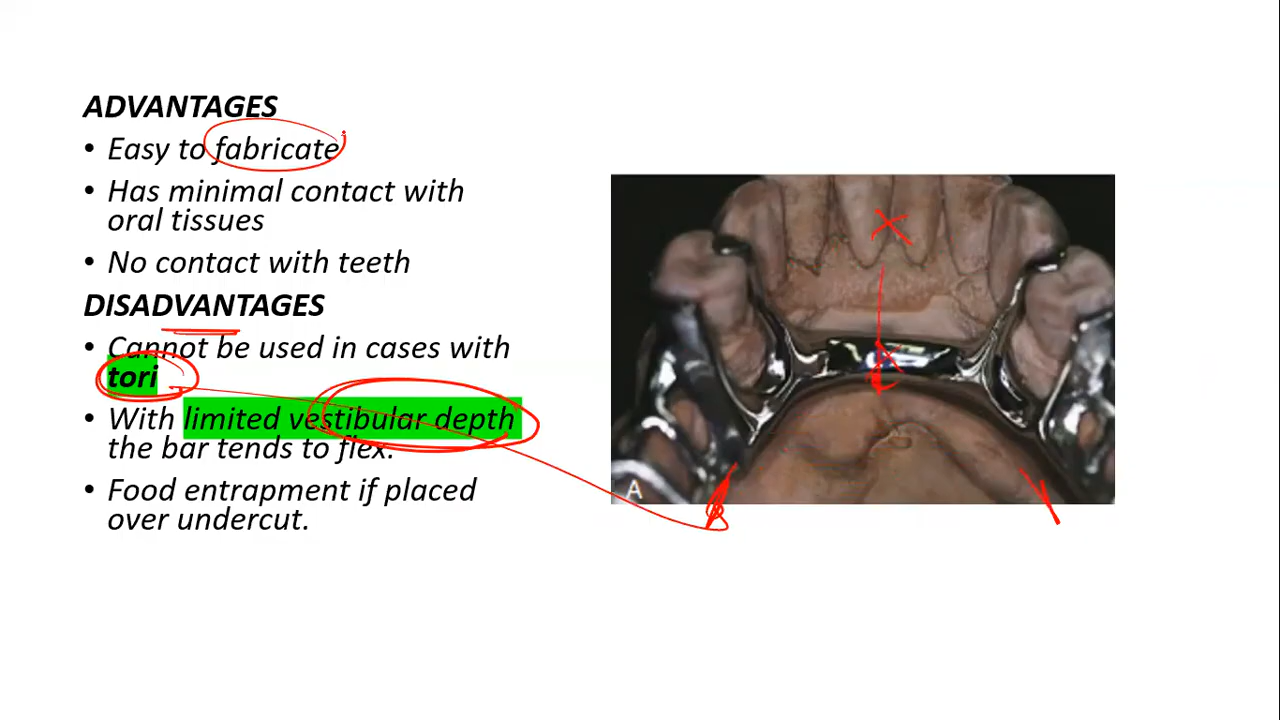 ADVANTAGES
• Easy to fabricate
• Has minimal contact with
oral tissues
• No contact with teeth
DISADVANTAGES
• Cannot be used in cases with
tori
• With limited vestibular depth
the bar tends to flex.
• Food entrapment if placed
over undercut.
A